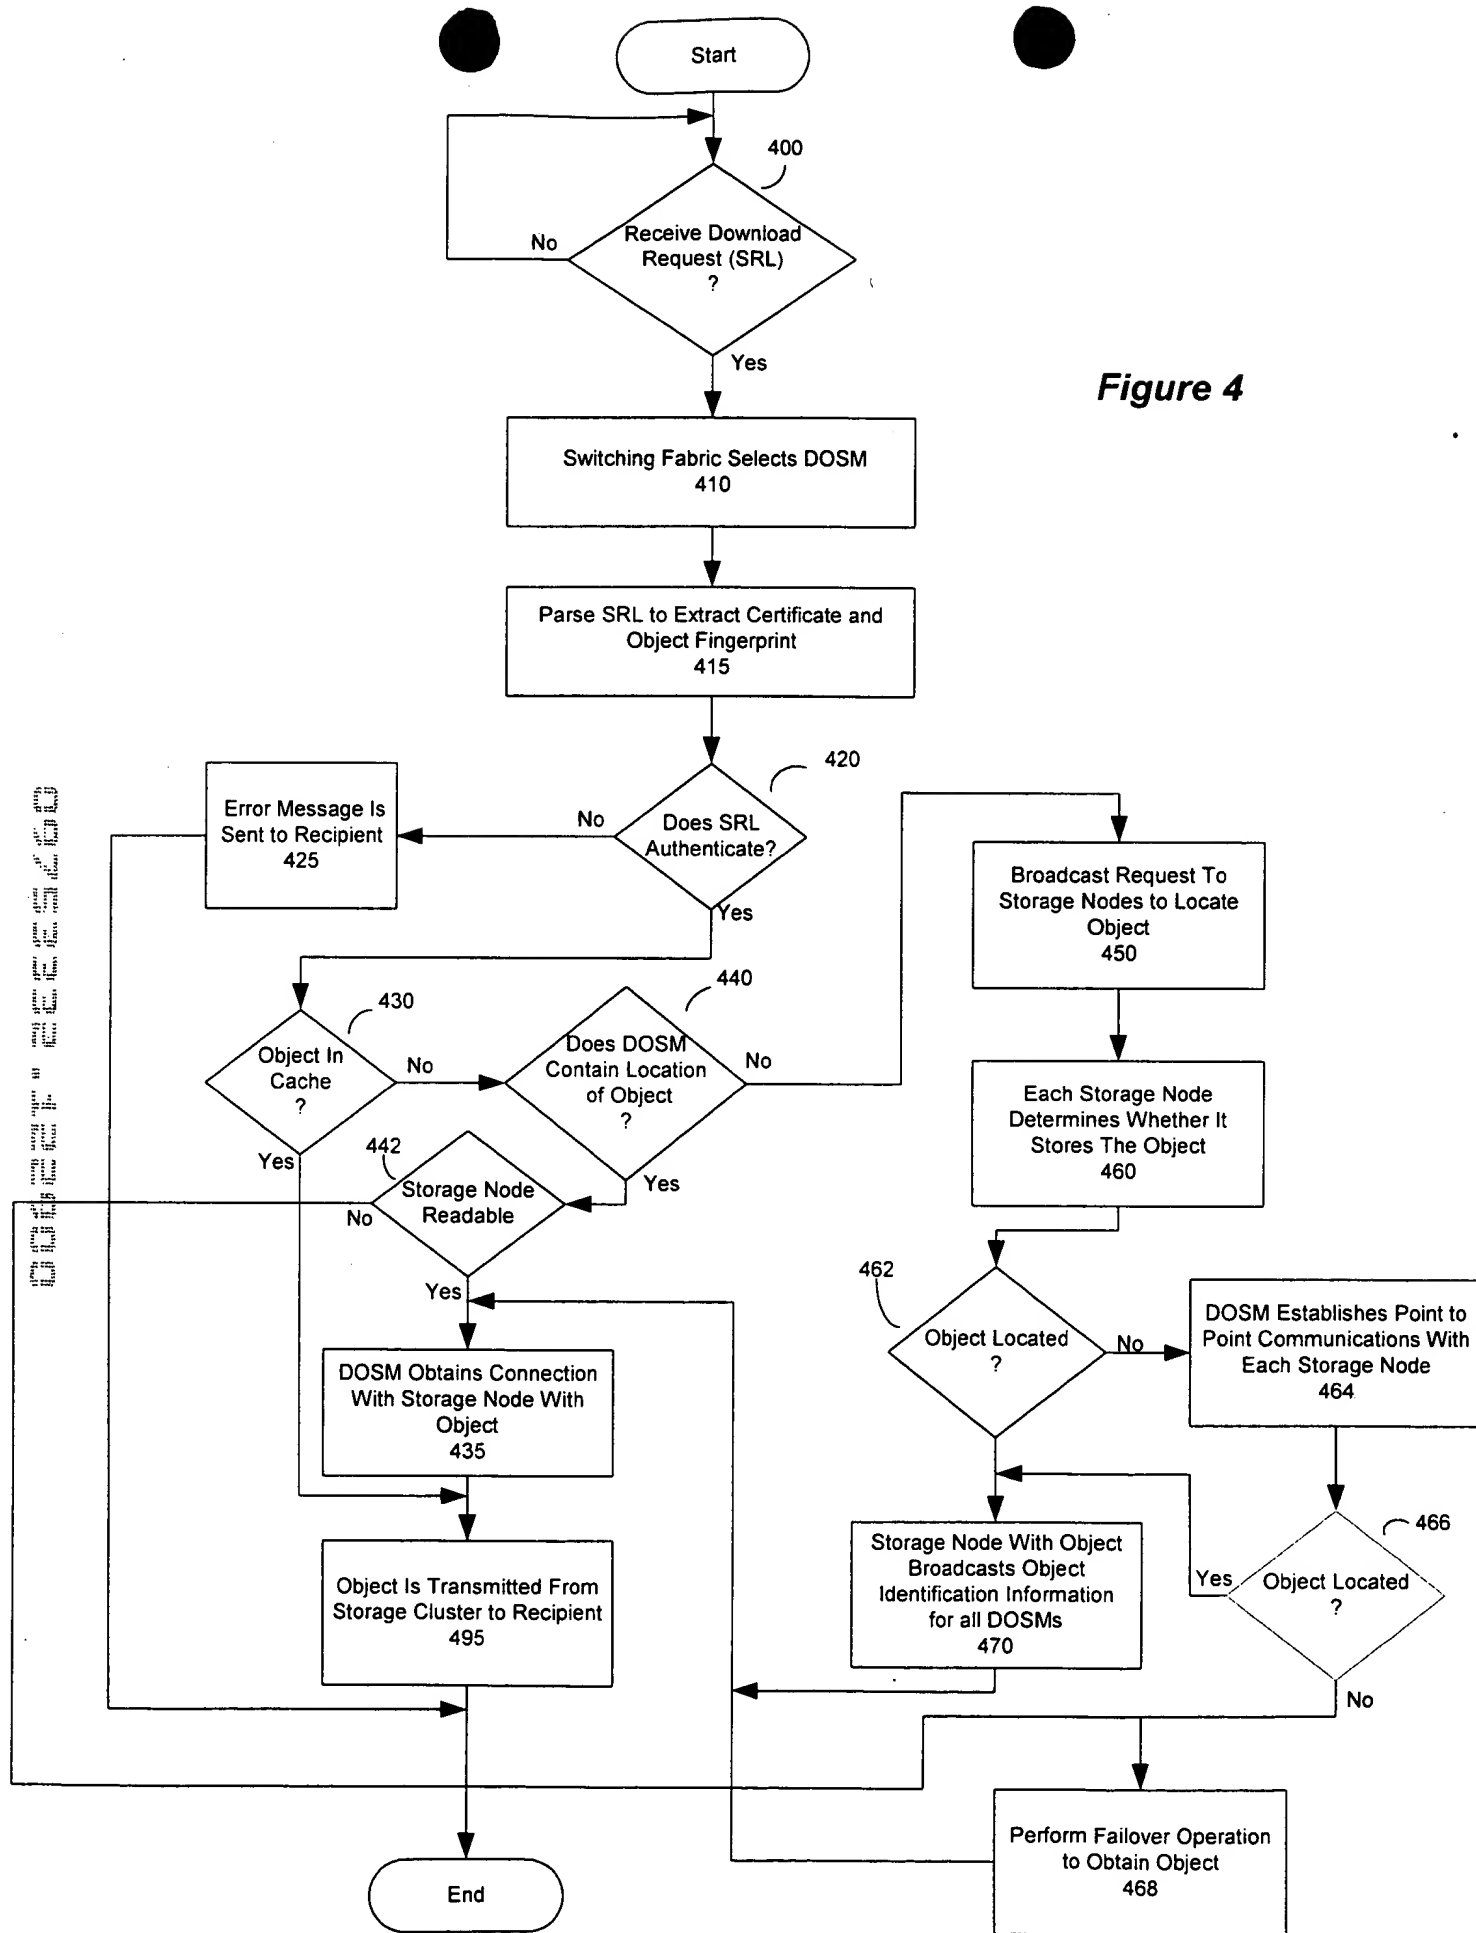 Start
400
Receive Download
Request (SRL)
?
No
Yes
Figure 4
Switching Fabric Selects DOSM
410
Parse SRL to Extract Certificate and
Object Fingerprint
415
420
Does SRL
Authenticate?
No
Yes
Error Message Is
Sent to Recipient
425
Broadcast Request To
Storage Nodes to Locate
Object
450
430
Object In
Cache
?
No
Yes
440
Does DOSM
Contain Location
of Object
?
No
Yes
Each Storage Node
Determines Whether It
Stores The Object
460
442
Storage Node
Readable
No
Yes
462
Object Located
?
No
DOSM Establishes Point to
Point Communications With
Each Storage Node
464
DOSM Obtains Connection
With Storage Node With
Object
435
466
Object Located
?
Yes
No
Storage Node With Object
Broadcasts Object
Identification Information
for all DOSMs
470
Object Is Transmitted From
Storage Cluster to Recipient
495
Perform Failover Operation
to Obtain Object
468
End